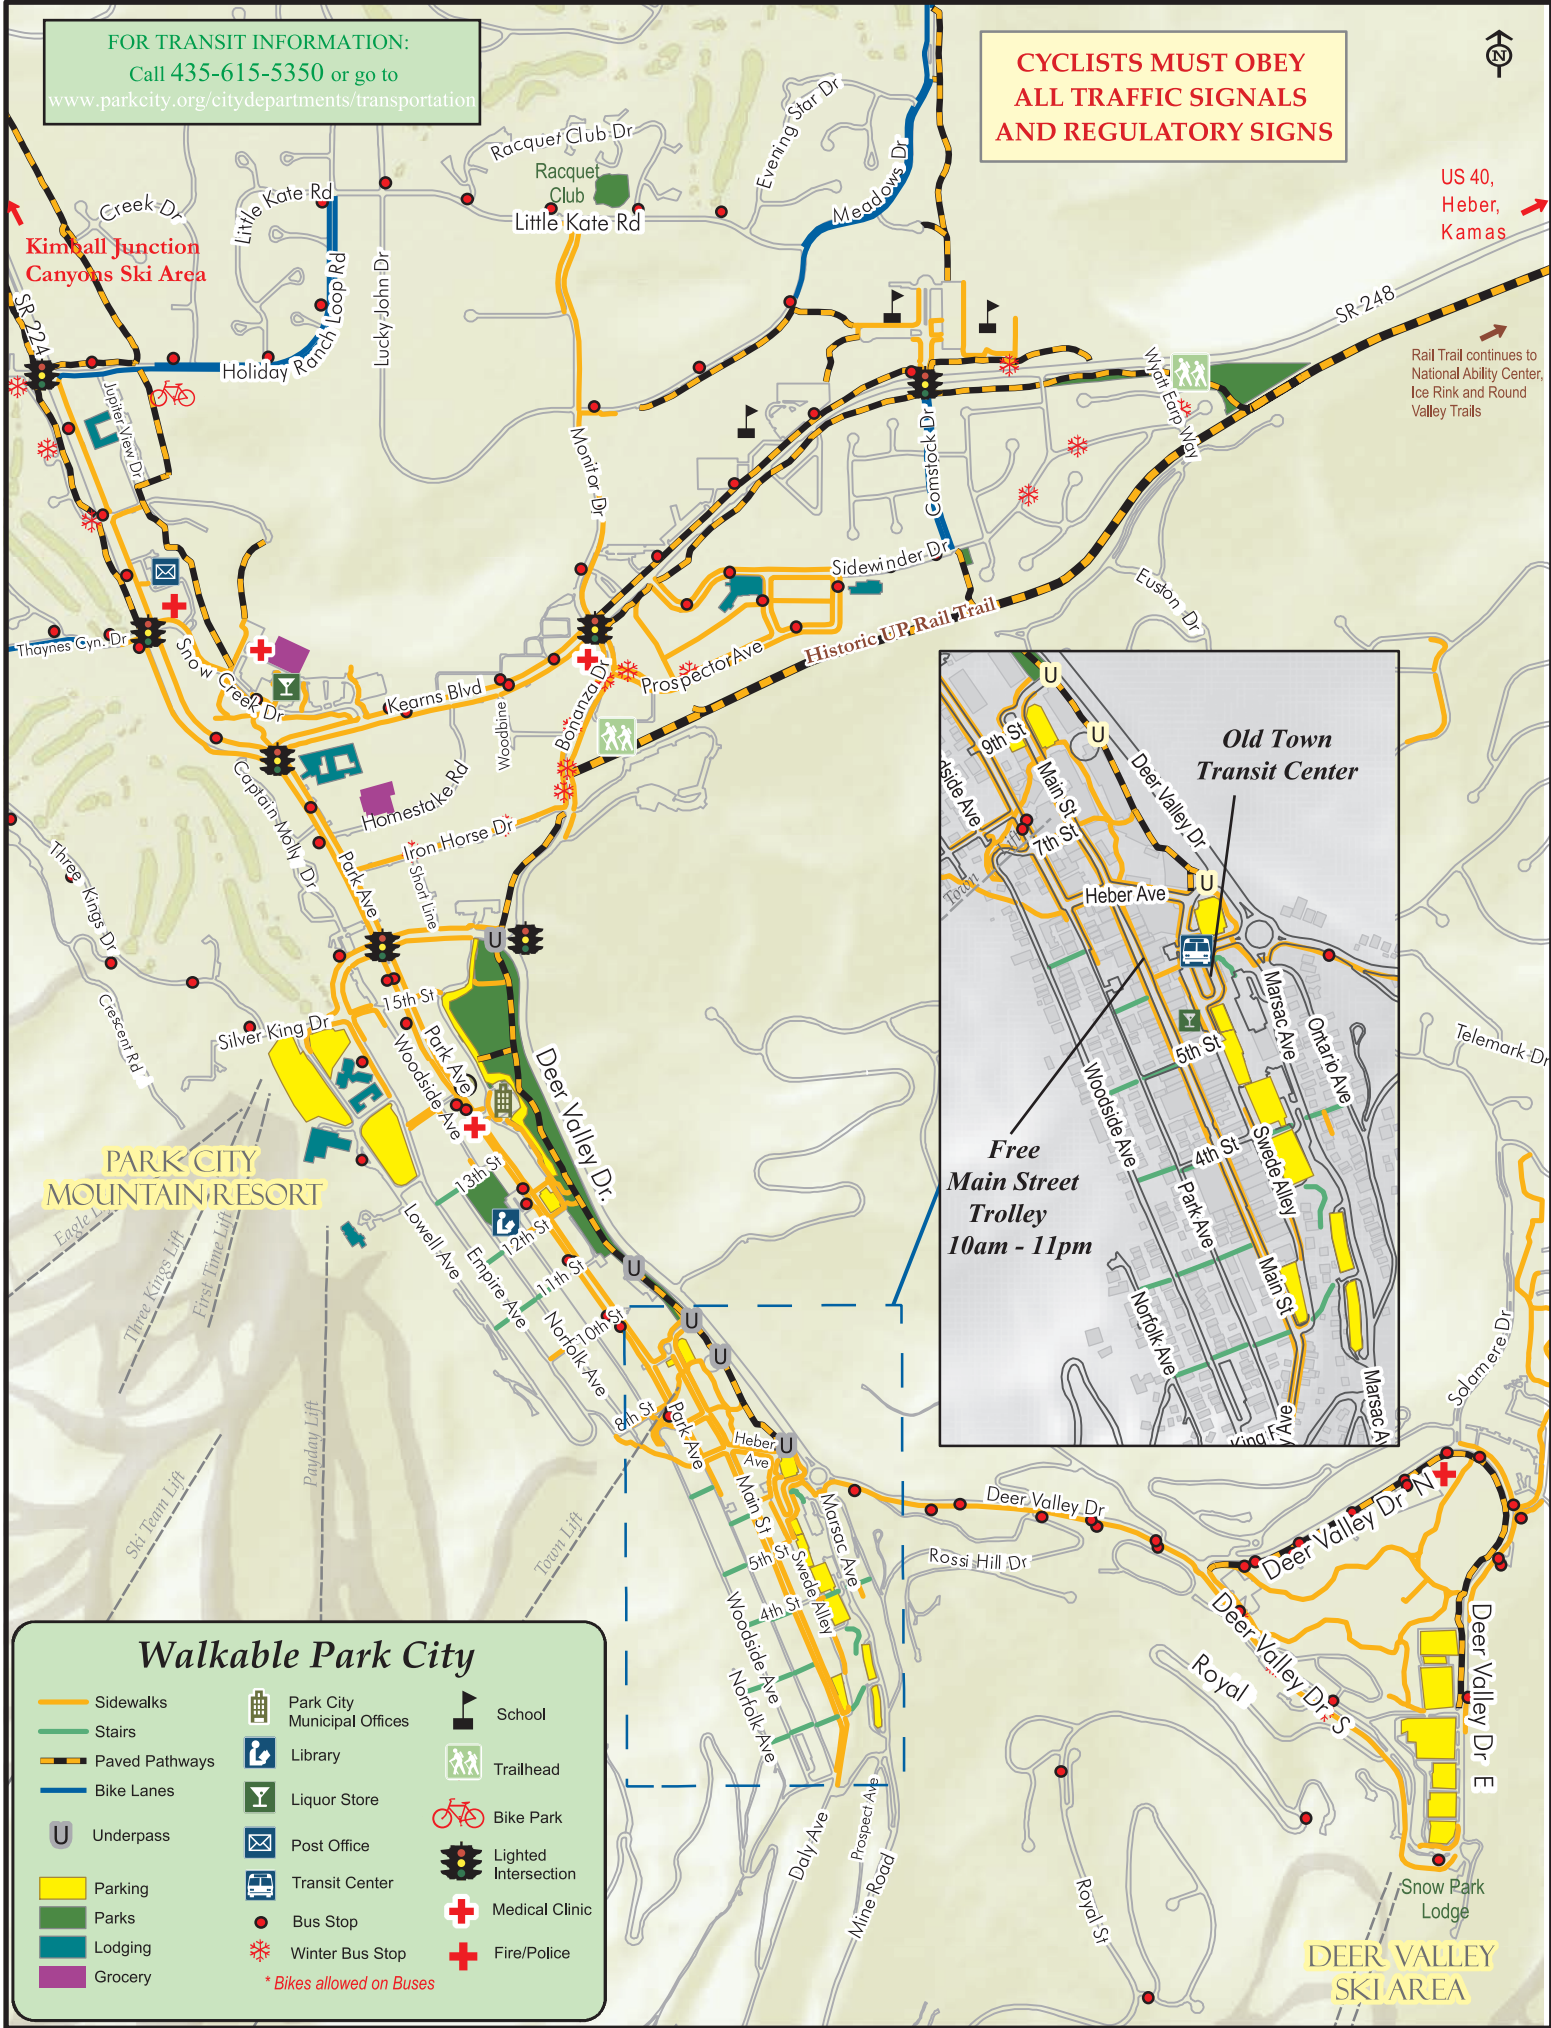 FOR TRANSIT INFORMATION:
Call 435-615-5350 or go to
www.parkcity.org/citydepartments/transportation
CYCLISTS MUST OBEY
ALL TRAFFIC SIGNALS
AND REGULATORY SIGNS
N
US 40,
Heber,
Kamas
Kimball Junction
Canyons Ski Area
Creek Dr
Little Kate Rd
Racquet Club Dr
Racquet
Club
Little Kate Rd
Evening Star Dr
Meadows Dr
SR 224
Holiday Ranch Loop Rd
Lucky John Dr
Jupiter View Dr
Monitor Dr
Comstock Dr
Wyatt Earp Way
SR 248
Rail Trail continues to
National Ability Center,
Ice Rink and Round
Valley Trails
Sidewinder Dr
Euston Dr
Historic UP Rail Trail
Prospector Ave
Thaynes Cyn. Dr
Snow Creek Dr
Kearns Blvd
Woodbine
Bonanza Dr
Captain Molly Dr
Homestake Rd
Iron Horse Dr
Short Line
Park Ave
Three Kings Dr
Crescent Rd
Silver King Dr
15th St
Park Ave
Woodside Ave
U
Deer Valley Dr.
PARK CITY
MOUNTAIN RESORT
13th St
12th St
11th St
10th St
Lowell Ave
Empire Ave
Norfolk Ave
8th St
Park Ave
U
U
U
U
Heber
Ave
Main St
Marsac Ave
5th St
4th St
Swede Alley
Woodside Ave
Norfolk Ave
Three Kings Lift
First Time Lift
Payday Lift
Ski Team Lift
Town Lift
Daly Ave
Prospect Ave
Mine Road
Deer Valley Dr
Rossi Hill Dr
Deer Valley Dr N
Deer Valley Dr S
Deer Valley Dr E
Royal
Royal St
Solamere Dr
Telemark Dr
Snow Park
Lodge
DEER VALLEY
SKI AREA
U
U
U
9th St
Main St
7th St
Deer Valley Dr
Old Town
Transit Center
Heber Ave
Town
Marsac Ave
Ontario Ave
5th St
4th St
Woodside Ave
Swede Alley
Park Ave
Norfolk Ave
Main St
Free
Main Street
Trolley
10am - 11pm
Walkable Park City
Sidewalks
Stairs
Paved Pathways
Bike Lanes
U Underpass
Parking
Parks
Lodging
Grocery
Park City
Municipal Offices
Library
Liquor Store
Post Office
Transit Center
Bus Stop
Winter Bus Stop
* Bikes allowed on Buses
School
Trailhead
Bike Park
Lighted
Intersection
Medical Clinic
Fire/Police